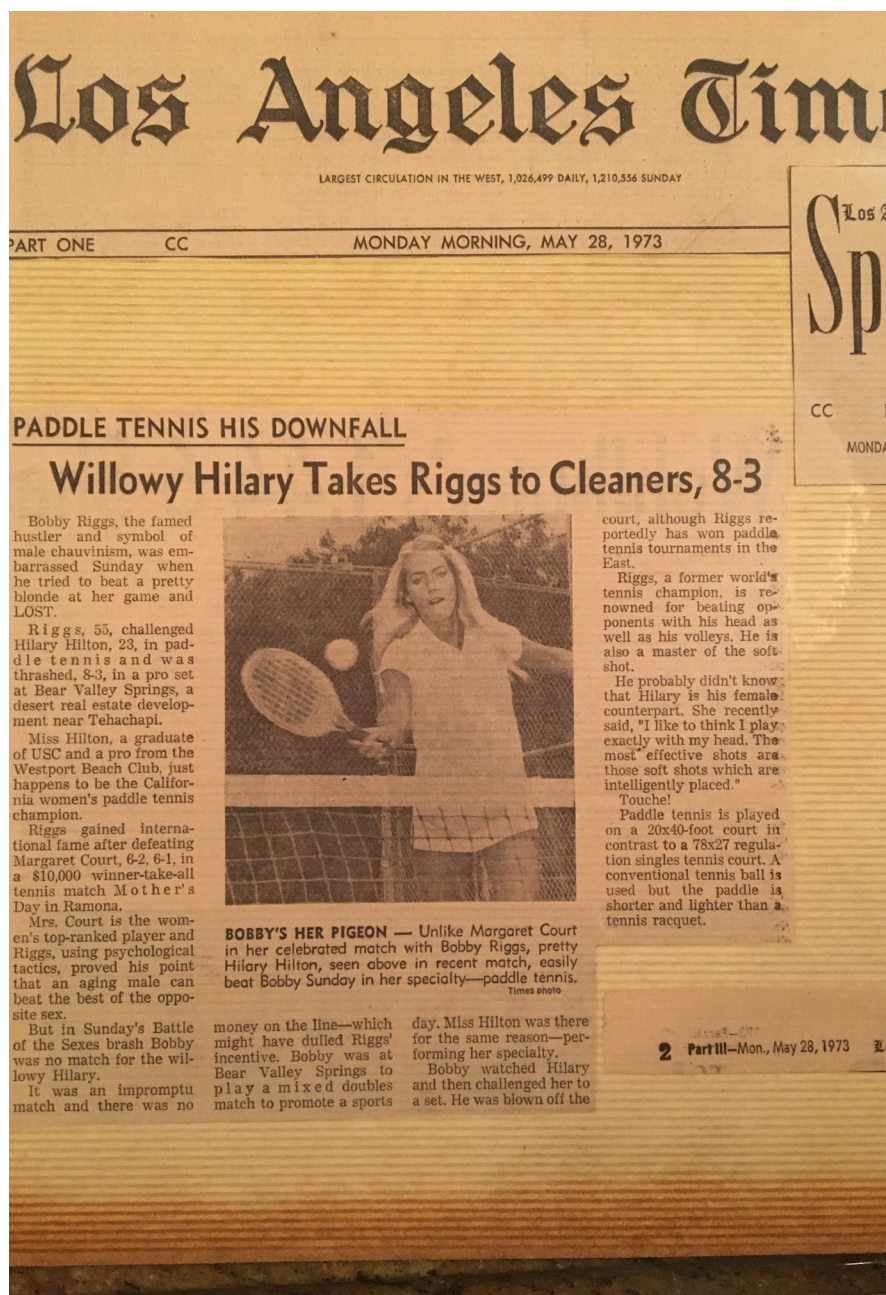 Los Angeles Tim
LARGEST CIRCULATION IN THE WEST, 1,026,499 DAILY, 1,210,556 SUNDAY
PART ONE CC MONDAY MORNING, MAY 28, 1973
Los
Sp
CC
MONDA
PADDLE TENNIS HIS DOWNFALL
Willowy Hilary Takes Riggs to Cleaners, 8-3
Bobby Riggs, the famed
hustler and symbol of
male chauvinism, was em-
barrassed Sunday when
he tried to beat a pretty
blonde at her game and
LOST.
Riggs, 55, challenged
Hilary Hilton, 23, in pad-
dle tennis and was
thrashed, 8-3, in a pro set
at Bear Valley Springs, a
desert real estate develop-
ment near Tehachapi.
Miss Hilton, a graduate
of USC and a pro from the
Westport Beach Club, just
happens to be the Califor-
nia women's paddle tennis
champion.
Riggs gained interna-
tional fame after defeating
Margaret Court, 6-2, 6-1, in
a $10,000 winner-take-all
tennis match Mother's
Day in Ramona.
Mrs. Court is the wom-
en's top-ranked player and
Riggs, using psychological
tactics, proved his point
that an aging male can
beat the best of the oppo-
site sex.
But in Sunday's Battle
of the Sexes brash Bobby
was no match for the wil-
lowy Hilary.
It was an impromptu
match and there was no
BOBBY'S HER PIGEON — Unlike Margaret Court
in her celebrated match with Bobby Riggs, pretty
Hilary Hilton, seen above in recent match, easily
beat Bobby Sunday in her specialty—paddle tennis.
Times photo
money on the line—which
might have dulled Riggs'
incentive. Bobby was at
Bear Valley Springs to
play a mixed doubles
match to promote a sports
day. Miss Hilton was there
for the same reason—per-
forming her specialty.
Bobby watched Hilary
and then challenged her to
a set. He was blown off the
court, although Riggs re-
portedly has won paddle
tennis tournaments in the
East.
Riggs, a former world's
tennis champion, is re-
nowned for beating op-
ponents with his head as
well as his volleys. He is
also a master of the soft
shot.
He probably didn't know
that Hilary is his female
counterpart. She recently
said, "I like to think I play
exactly with my head. The
most effective shots are
those soft shots which are
intelligently placed."
Touche!
Paddle tennis is played
on a 20x40-foot court in
contrast to a 78x27 regula-
tion singles tennis court. A
conventional tennis ball is
used but the paddle is
shorter and lighter than a
tennis racquet.
2 Part III—Mon., May 28, 1973 L